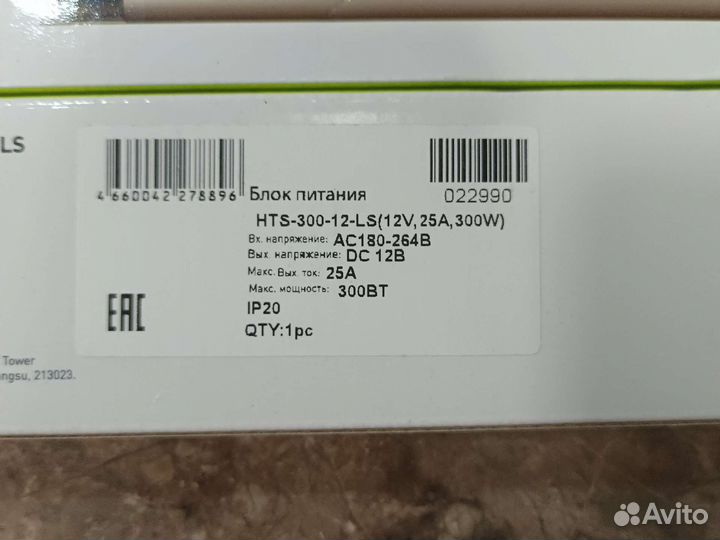 LS
4 660042 278896
Блок питания
022990
HTS-300-12-LS(12V,25A,300W)
Вх. напряжение: AC180-264В
Вых. напряжение: DC 12В
Макс. Вых. ток: 25А
Макс. мощность: 300ВТ
IP20
QTY:1pc
EAC
Tower
angsu, 213023.
Avito